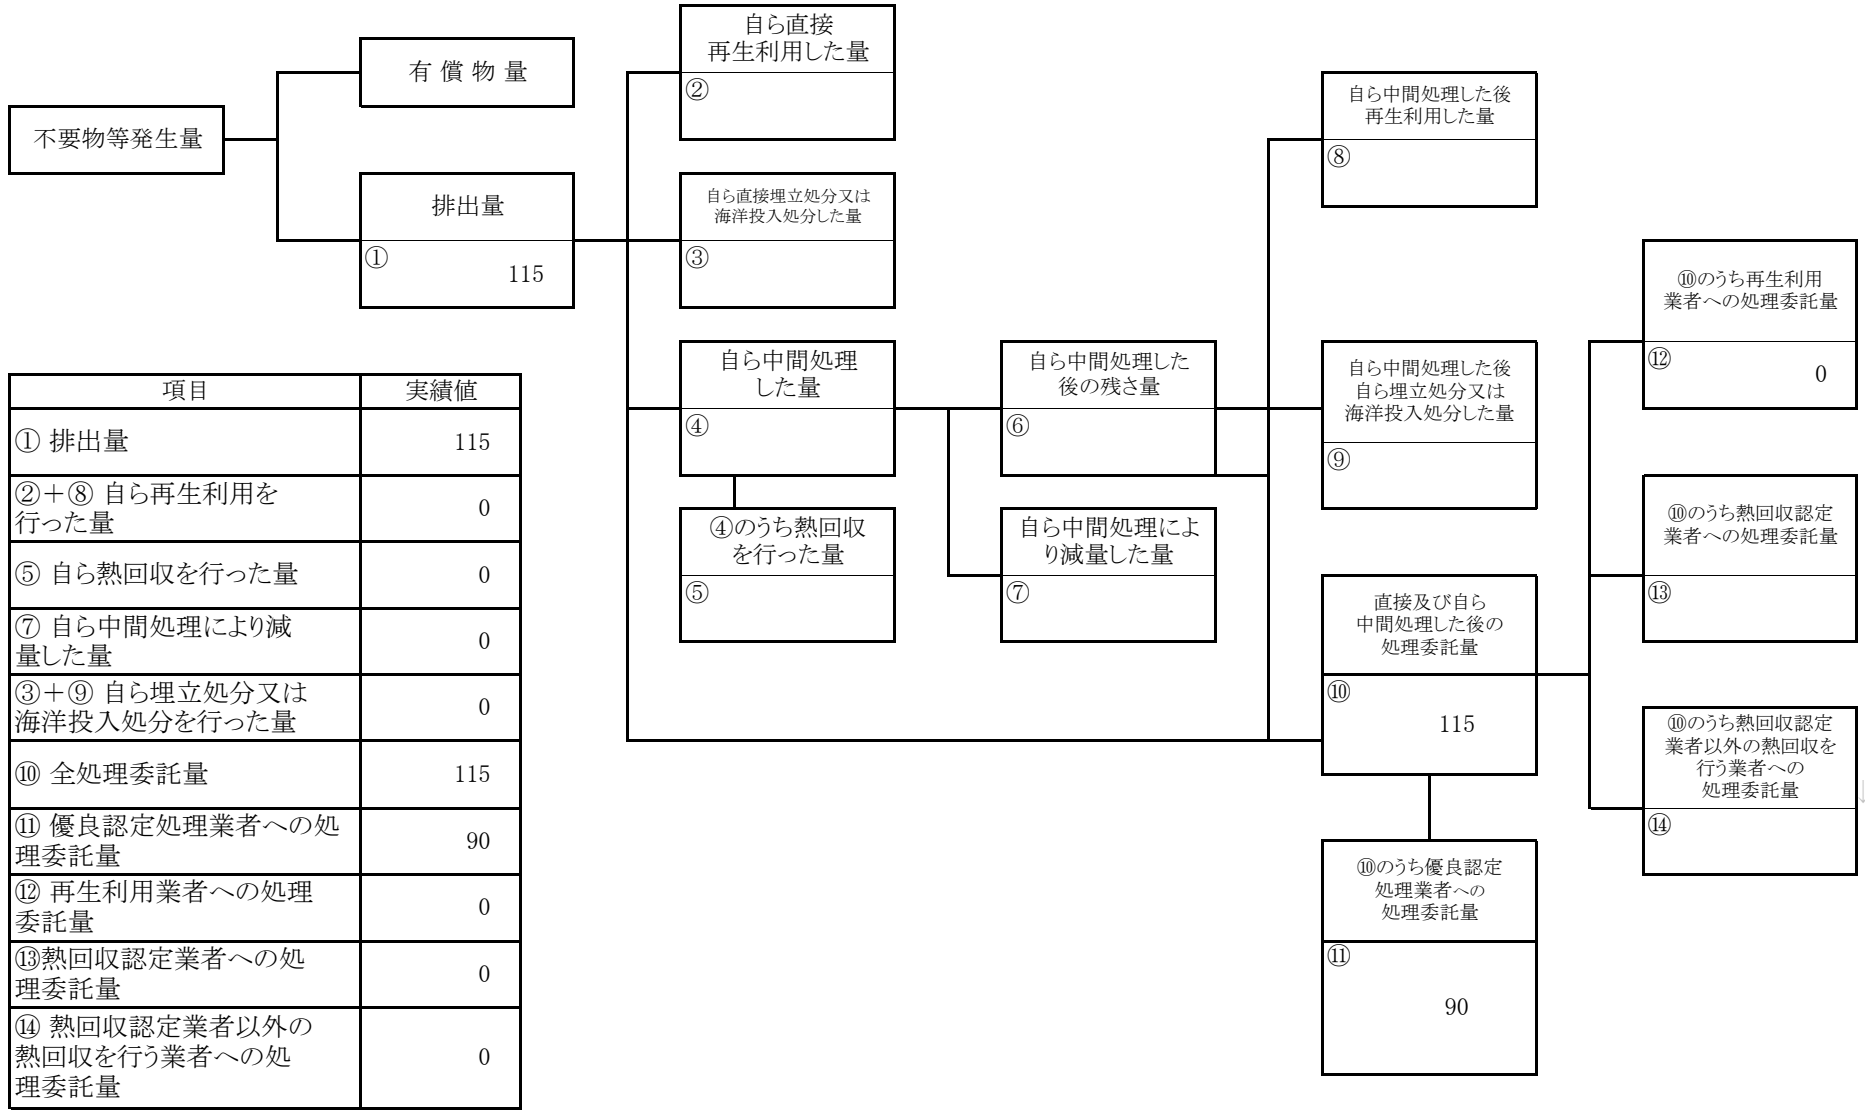 不要物等発生量
有 償 物 量
排出量
①
115
自ら直接
再生利用した量
②
自ら直接埋立処分又は
海洋投入処分した量
③
自ら中間処理
した量
④
④のうち熱回収
を行った量
⑤
自ら中間処理した
後の残さ量
⑥
自ら中間処理によ
り減量した量
⑦
自ら中間処理した後
再生利用した量
⑧
自ら中間処理した後
自ら埋立処分又は
海洋投入処分した量
⑨
直接及び自ら
中間処理した後の
処理委託量
⑩
115
⑩のうち優良認定
処理業者への
処理委託量
⑪
90
⑩のうち再生利用
業者への処理委託量
⑫
0
⑩のうち熱回収認定
業者への処理委託量
⑬
⑩のうち熱回収認定
業者以外の熱回収を
行う業者への
処理委託量
⑭
項目 実績値
① 排出量 115
②+⑧ 自ら再生利用を
行った量 0
⑤ 自ら熱回収を行った量 0
⑦ 自ら中間処理により減
量した量 0
③+⑨ 自ら埋立処分又は
海洋投入処分を行った量 0
⑩ 全処理委託量 115
⑪ 優良認定処理業者への処
理委託量 90
⑫ 再生利用業者への処理
委託量 0
⑬熱回収認定業者への処
理委託量 0
⑭ 熱回収認定業者以外の
熱回収を行う業者への処
理委託量 0